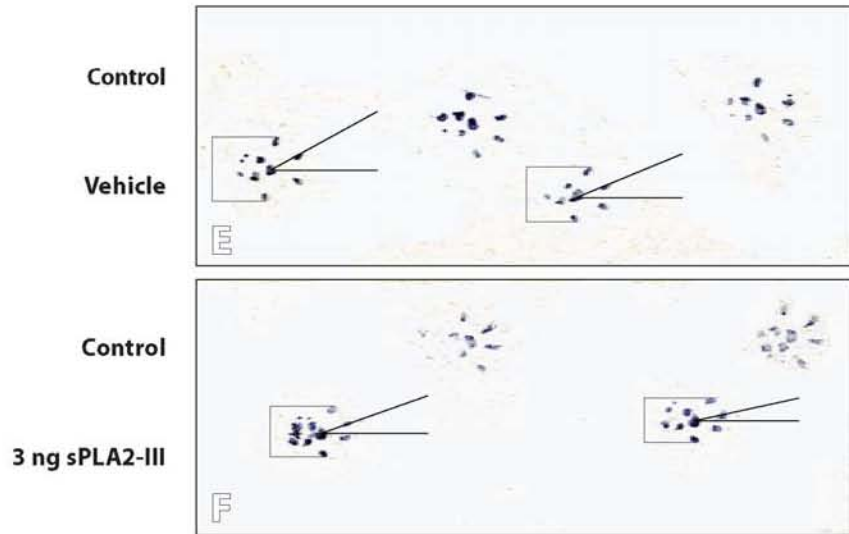 Control
Vehicle
E
Control
3 ng sPLA2-III
F